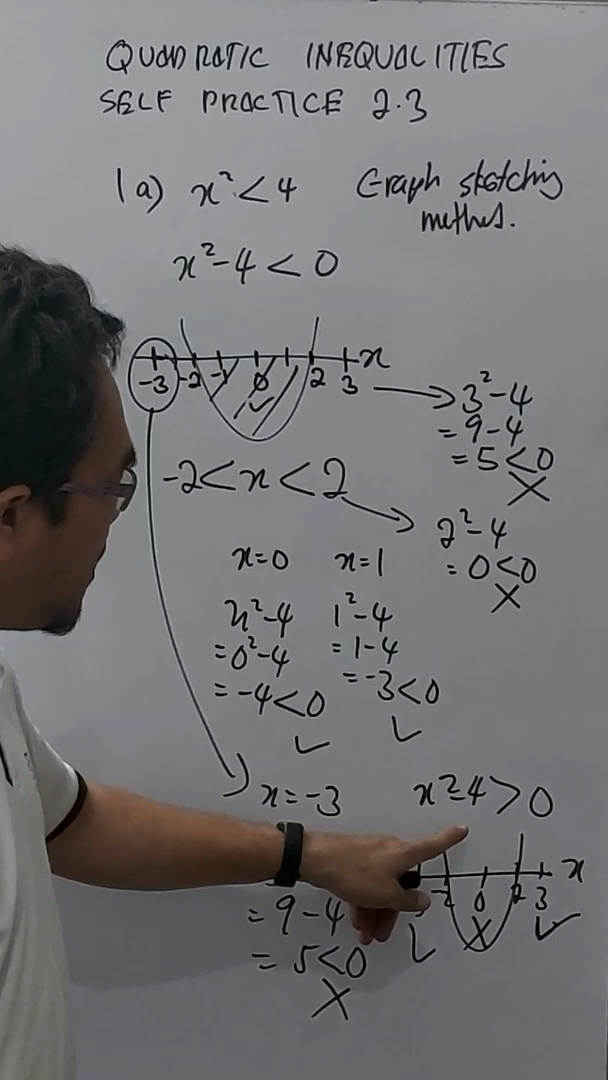 QUADRATIC INEQUALITIES
SELF PRACTICE 2.3
1a) x² < 4 Graph sketching
method.
x² - 4 < 0
-3 -2 -1 0 2 3 x
✓
3² - 4
= 9 - 4
= 5 < 0
X
-2 < x < 2
2² - 4
= 0 < 0
X
x = 0 x = 1
x² - 4 1² - 4
= 0² - 4 = 1 - 4
= -4 < 0 = -3 < 0
✓ ✓
x = -3 x² - 4 > 0
-2 0 2 3 x
= 9 - 4 ✓ X ✓
= 5 < 0
X